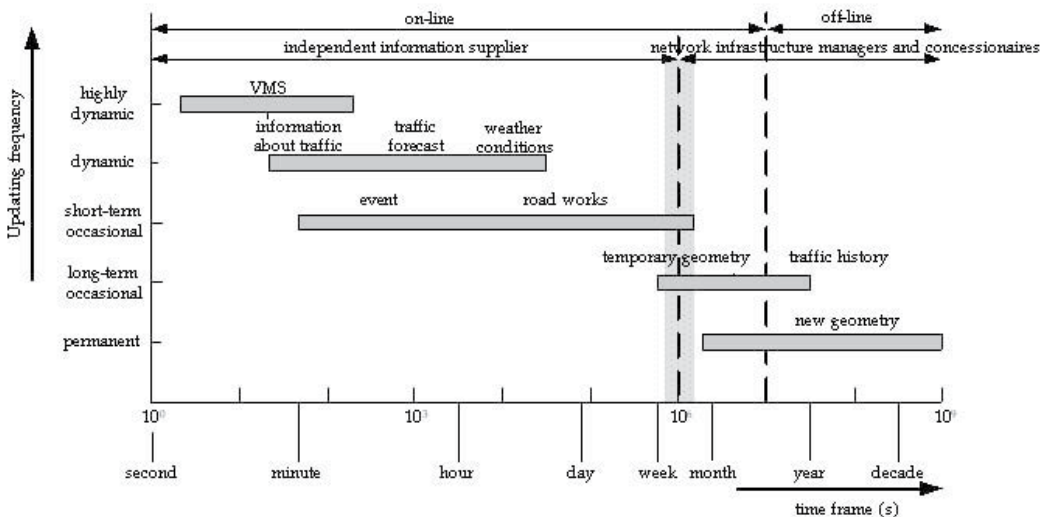 on-line off-line
independent information supplier network infrastructure managers and concessionaires
Updating frequency
highly
dynamic
VMS
information
about traffic
traffic
forecast
weather
conditions
dynamic
short-term
occasional
event road works
long-term
occasional
temporary geometry traffic history
permanent
new geometry
10⁰ 10³ 10⁶ 10⁹
second minute hour day week month year decade
time frame (s)